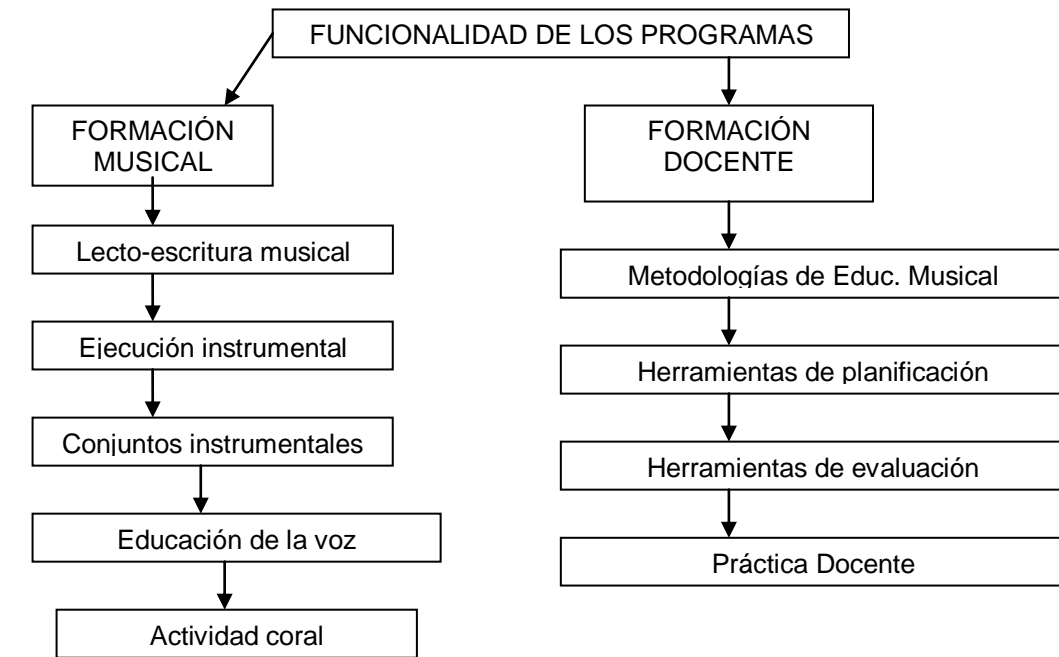 FUNCIONALIDAD DE LOS PROGRAMAS
FORMACIÓN
MUSICAL
Lecto-escritura musical
Ejecución instrumental
Conjuntos instrumentales
Educación de la voz
Actividad coral
FORMACIÓN
DOCENTE
Metodologías de Educ. Musical
Herramientas de planificación
Herramientas de evaluación
Práctica Docente